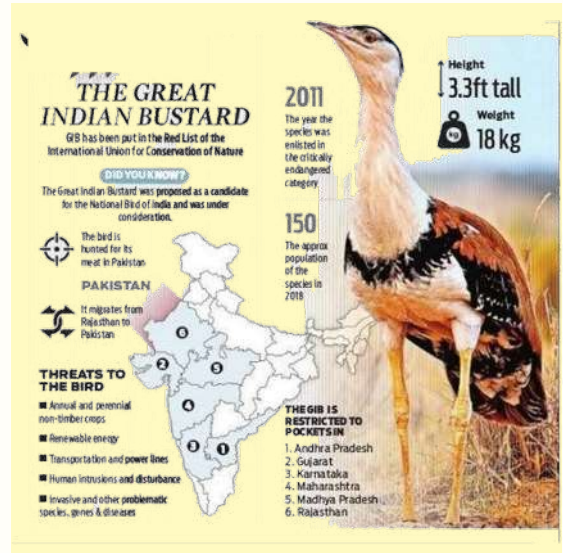 THE GREAT
INDIAN BUSTARD
GIB has been put in the Red List of the
International Union for Conservation of Nature
DID YOU KNOW?
The Great Indian Bustard was proposed as a candidate
for the National Bird of India and was under
consideration.
The bird is
hunted for its
meat in Pakistan
PAKISTAN
It migrates from
Rajasthan to
Pakistan
THREATS TO
THE BIRD
Annual and perennial
non-timber crops
Renewable energy
Transportation and power lines
Human intrusions and disturbance
Invasive and other problematic
species, genes & diseases
6
2
5
4
3
1
2011
The year the
species was
enlisted in
the critically
endangered
category
150
The approx
population
of the
species in
2018
THE GIB IS
RESTRICTED TO
POCKETS IN
1. Andhra Pradesh
2. Gujarat
3. Karnataka
4. Maharashtra
5. Madhya Pradesh
6. Rajasthan
Height
3.3ft tall
Weight
kg
18 kg